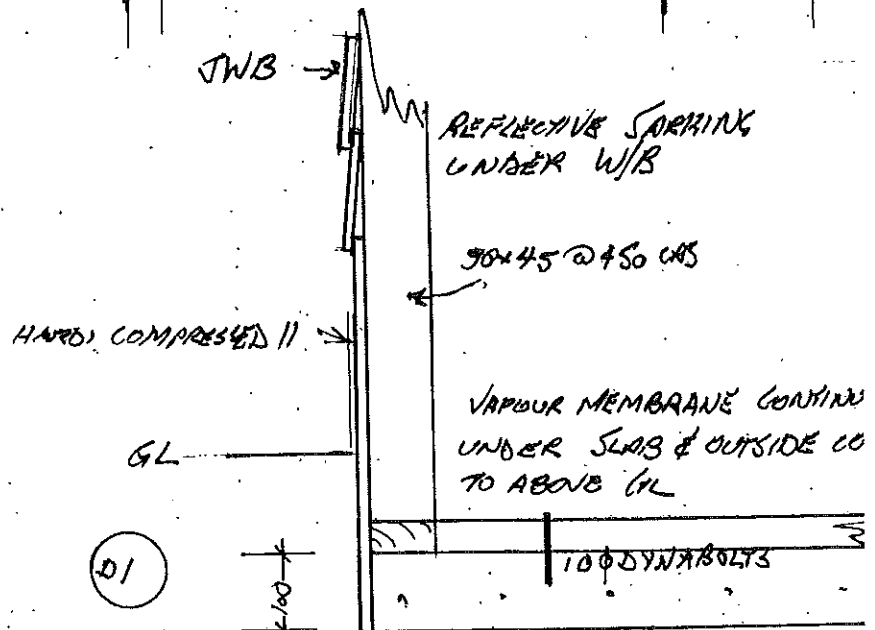 JWB
REFLECTIVE SARKING
UNDER W/B
90x45 @ 450 CRS
HARDI COMPRESSED 11
VAPOUR MEMBRANE CONTINU
UNDER SLAB & OUTSIDE CO
TO ABOVE GL
GL
D1
100
10Φ DYNABOLTS